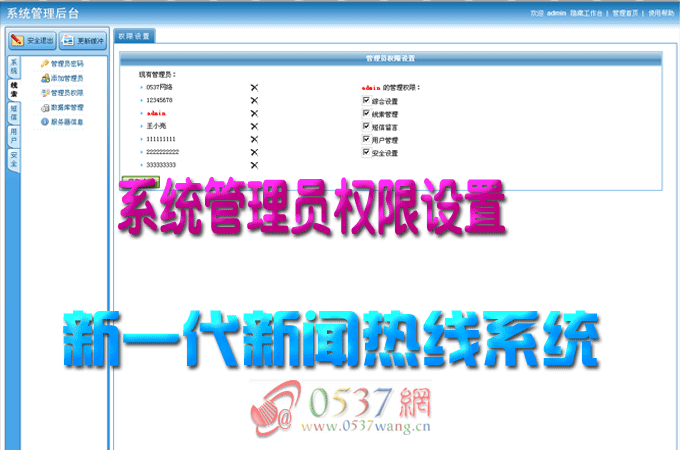 系统管理后台
欢迎 admin 隐藏工作台 | 管理首页 | 使用帮助
安全退出
更新缓冲
权限设置
系统
线索
短信
用户
安全
管理员密码
添加管理员
管理员权限
数据库管理
服务器信息
管理员权限设置
现有管理员：
0537网络
12345678
admin
王小亮
111111111
2222222222
333333333
admin 的管理权限：
综合设置
线索管理
短信留言
用户管理
安全设置
系统管理员权限设置
新一代新闻热线系统
0537網
www.0537wang.cn